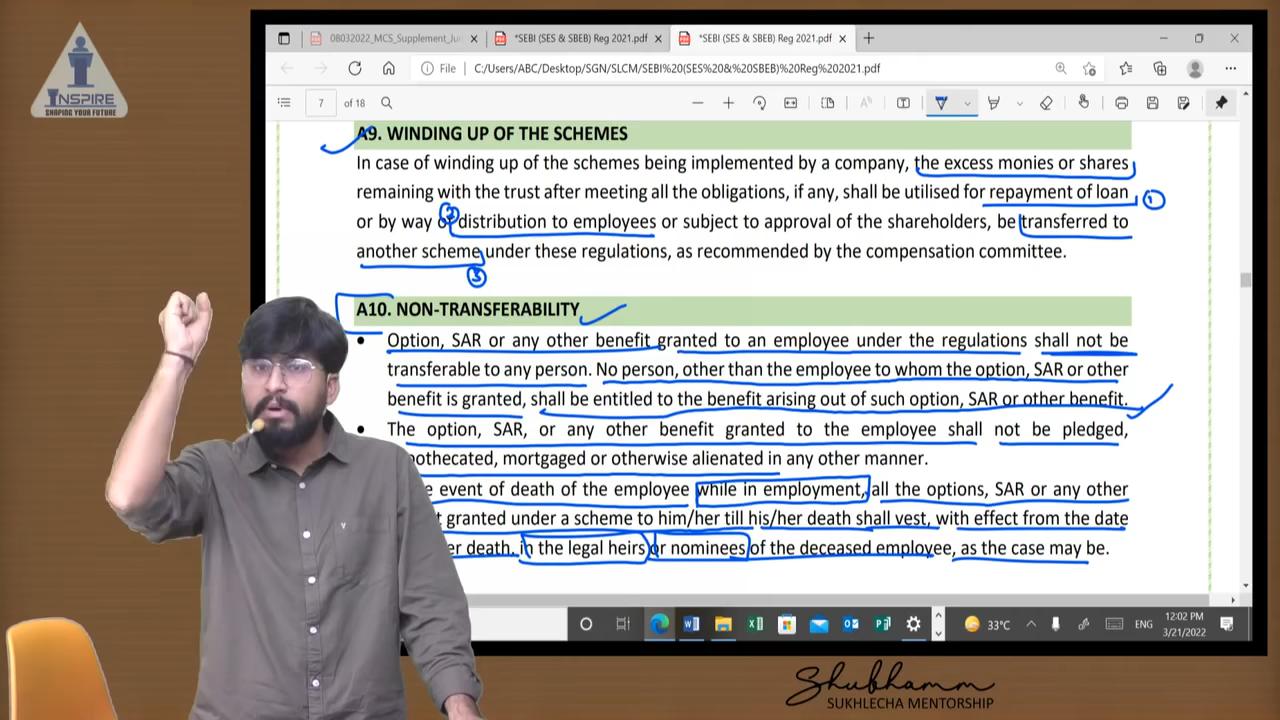 INSPIRE
SHAPING YOUR FUTURE
08032022_MCS_Supplement_Ju
*SEBI (SES & SBEB) Reg 2021.pdf
*SEBI (SES & SBEB) Reg 2021.pdf
File
C:/Users/ABC/Desktop/SGN/SLCM/SEBI%20(SES%20&%20SBEB)%20Reg%202021.pdf
7 of 18
A9. WINDING UP OF THE SCHEMES
In case of winding up of the schemes being implemented by a company, the excess monies or shares
remaining with the trust after meeting all the obligations, if any, shall be utilised for repayment of loan
1
or by way of distribution to employees or subject to approval of the shareholders, be transferred to
2
another scheme under these regulations, as recommended by the compensation committee.
3
A10. NON-TRANSFERABILITY
• Option, SAR or any other benefit granted to an employee under the regulations shall not be
transferable to any person. No person, other than the employee to whom the option, SAR or other
benefit is granted, shall be entitled to the benefit arising out of such option, SAR or other benefit.
• The option, SAR, or any other benefit granted to the employee shall not be pledged,
othecated, mortgaged or otherwise alienated in any other manner.
e event of death of the employee while in employment, all the options, SAR or any other
t granted under a scheme to him/her till his/her death shall vest, with effect from the date
er death, in the legal heirs or nominees of the deceased employee, as the case may be.
33°C
ENG
12:02 PM
3/21/2022
Shubhamm
SUKHLECHA MENTORSHIP